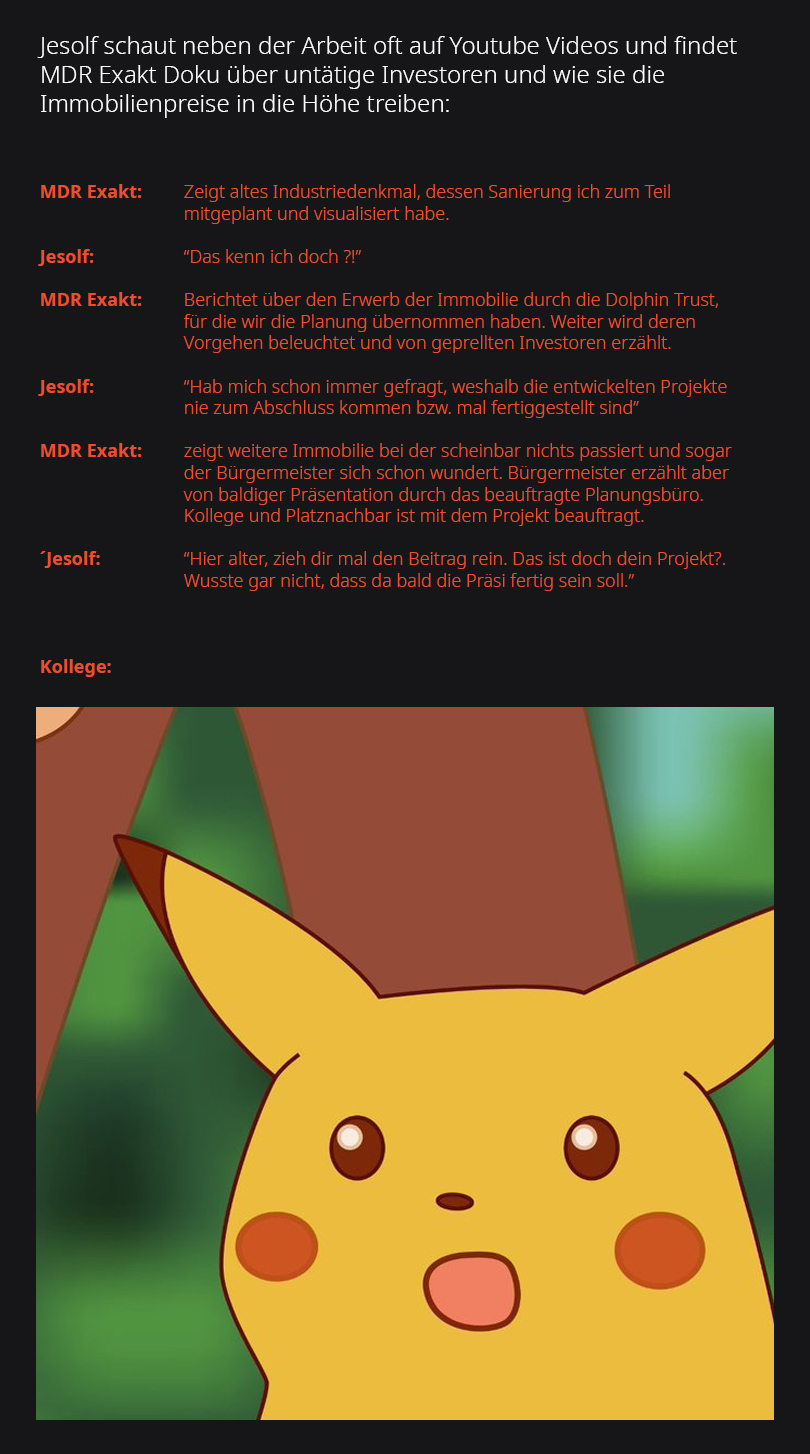 Jesolf schaut neben der Arbeit oft auf Youtube Videos und findet
MDR Exakt Doku über untätige Investoren und wie sie die
Immobilienpreise in die Höhe treiben:
MDR Exakt: Zeigt altes Industriedenkmal, dessen Sanierung ich zum Teil
mitgeplant und visualisiert habe.
Jesolf: “Das kenn ich doch ?!”
MDR Exakt: Berichtet über den Erwerb der Immobilie durch die Dolphin Trust,
für die wir die Planung übernommen haben. Weiter wird deren
Vorgehen beleuchtet und von geprellten Investoren erzählt.
Jesolf: “Hab mich schon immer gefragt, weshalb die entwickelten Projekte
nie zum Abschluss kommen bzw. mal fertiggestellt sind”
MDR Exakt: zeigt weitere Immobilie bei der scheinbar nichts passiert und sogar
der Bürgermeister sich schon wundert. Bürgermeister erzählt aber
von baldiger Präsentation durch das beauftragte Planungsbüro.
Kollege und Platznachbar ist mit dem Projekt beauftragt.
´Jesolf: “Hier alter, zieh dir mal den Beitrag rein. Das ist doch dein Projekt?.
Wusste gar nicht, dass da bald die Präsi fertig sein soll.”
Kollege: